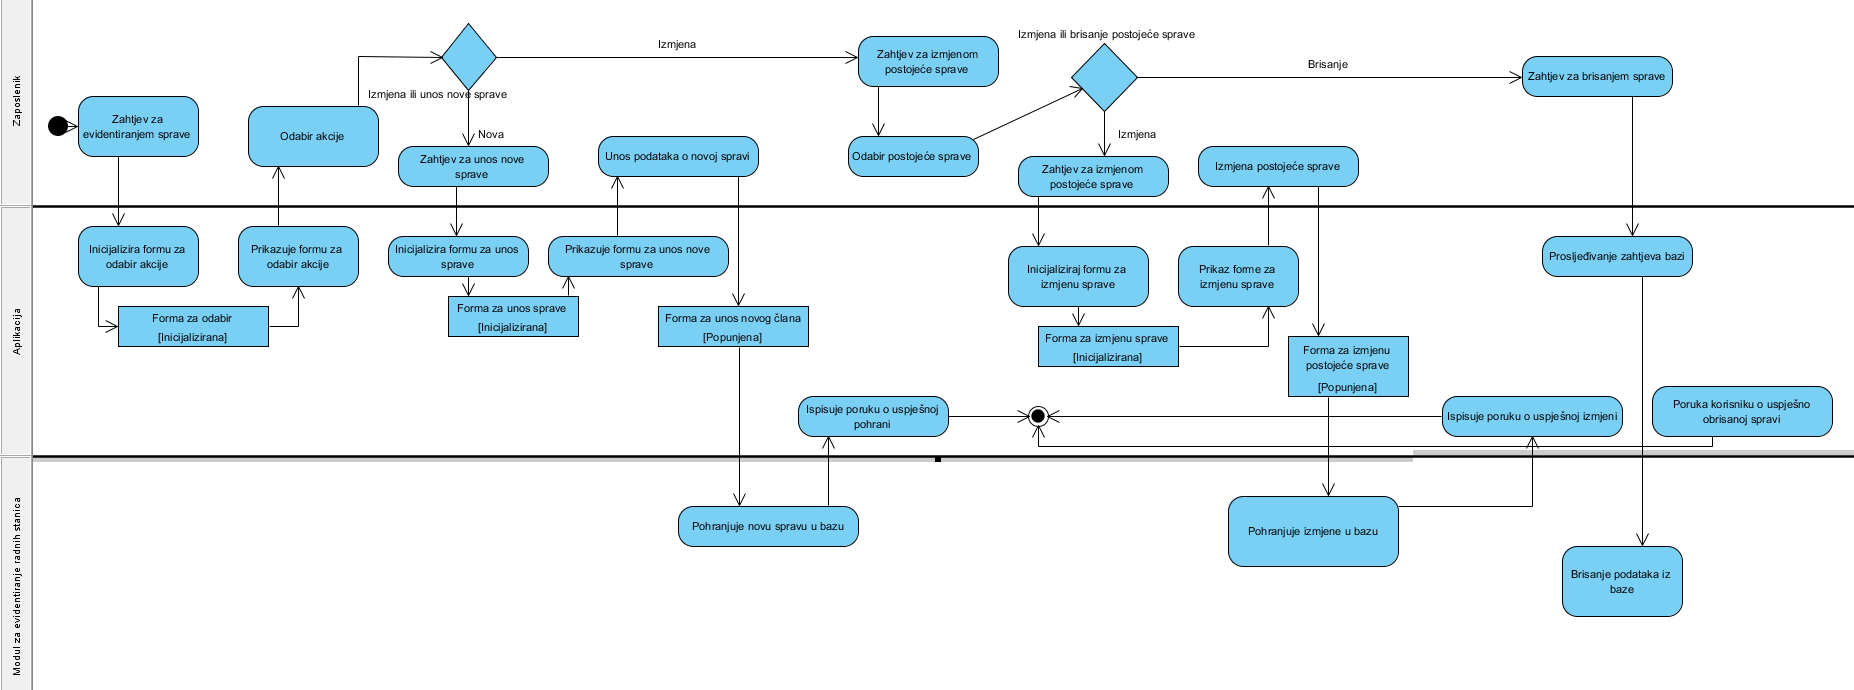 Zaposlenik
Zahtjev za
evidentiranjem sprave
Odabir akcije
Izmjena ili unos nove sprave
Izmjena
Nova
Zahtjev za unos nove
sprave
Unos podataka o novoj spravi
Zahtjev za izmjenom
postojeće sprave
Odabir postojeće sprave
Izmjena ili brisanje postojeće sprave
Brisanje
Izmjena
Zahtjev za izmjenom
postojeće sprave
Izmjena postojeće sprave
Zahtjev za brisanjem sprave
Aplikacija
Inicijalizira formu za
odabir akcije
Forma za odabir
[Inicijalizirana]
Prikazuje formu za
odabir akcije
Inicijalizira formu za unos
sprave
Forma za unos sprave
[Inicijalizirana]
Prikazuje formu za unos nove
sprave
Forma za unos novog člana
[Popunjena]
Ispisuje poruku o uspješnoj
pohrani
Inicijaliziraj formu za
izmjenu sprave
Forma za izmjenu sprave
[Inicijalizirana]
Prikaz forme za
izmjenu sprave
Forma za izmjenu
postojeće sprave
[Popunjena]
Ispisuje poruku o uspješnoj izmjeni
Prosljeđivanje zahtjeva bazi
Poruka korisniku o uspješno
obrisanoj spravi
Modul za evidentiranje radnih stanica
Pohranjuje novu spravu u bazu
Pohranjuje izmjene u bazu
Brisanje podataka iz
baze